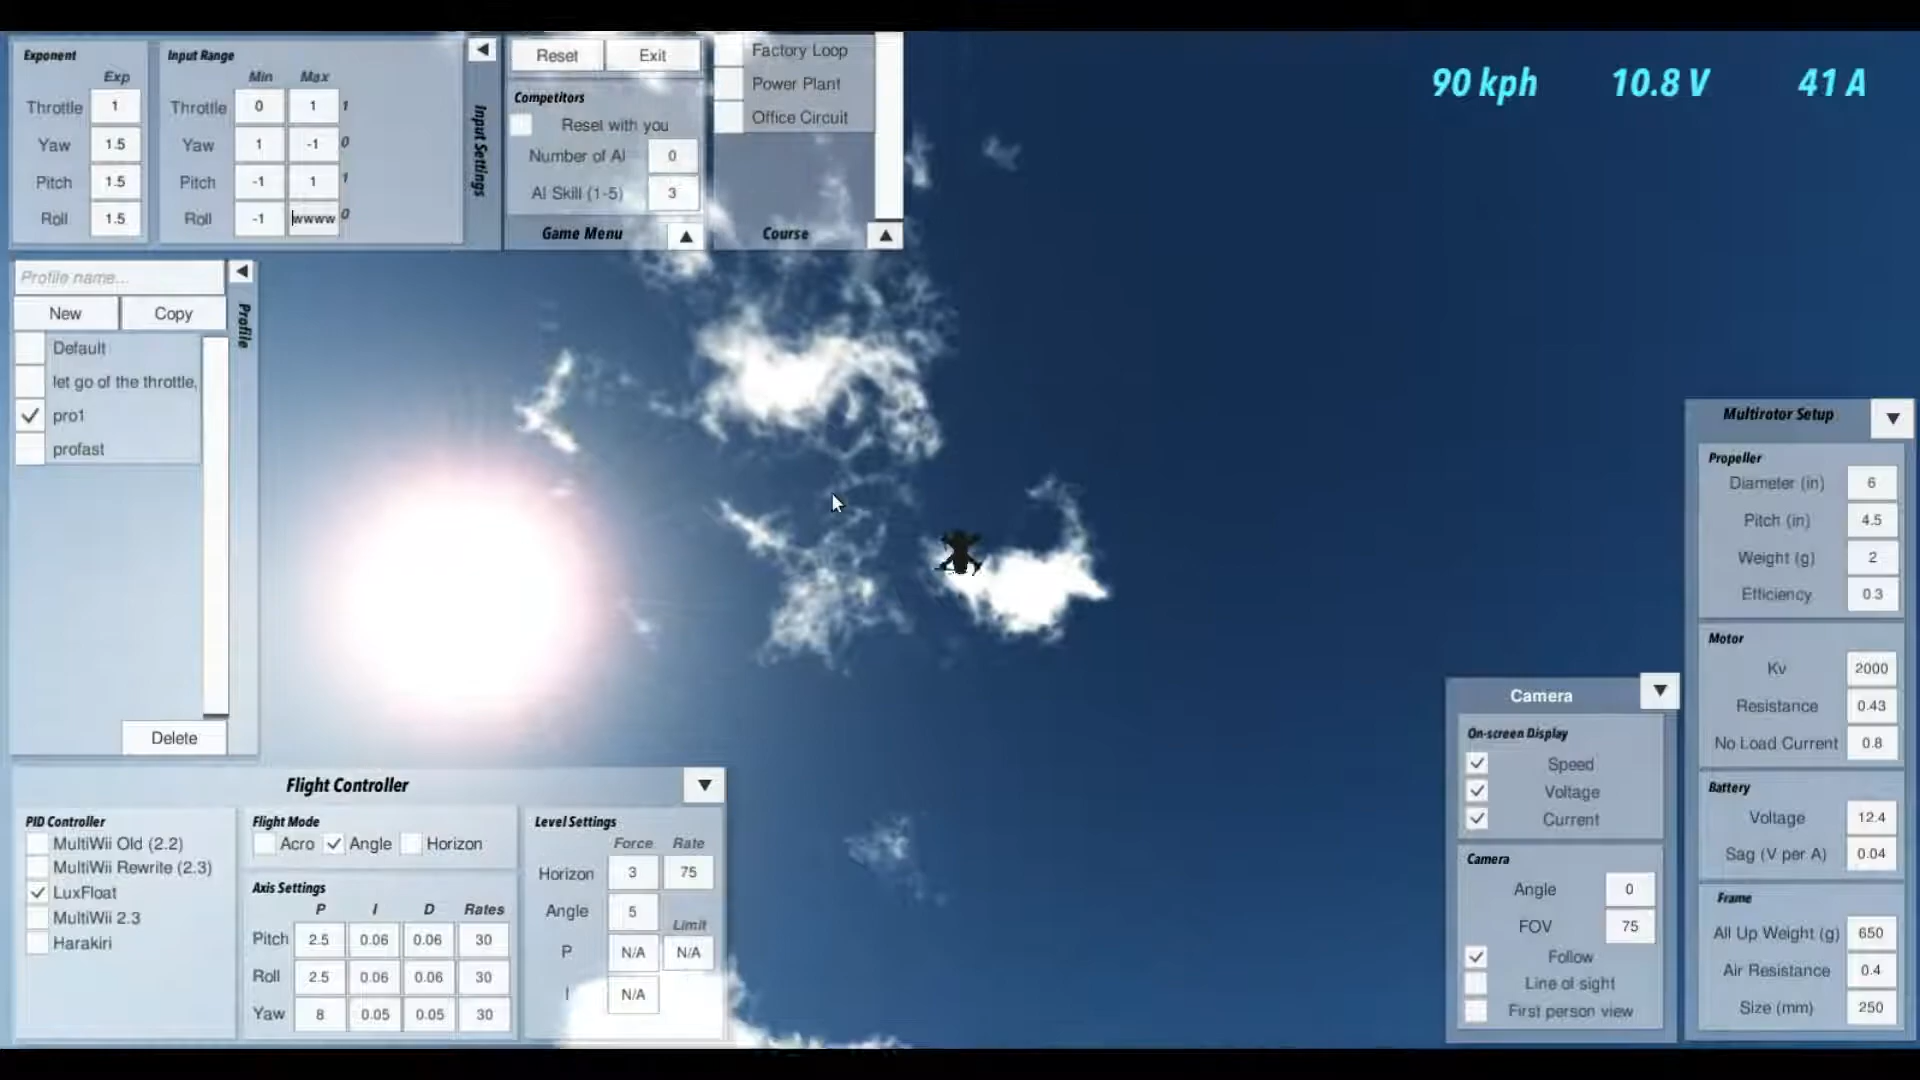 Exponent
Exp
Throttle 1
Yaw 1.5
Pitch 1.5
Roll 1.5
Input Range
Min Max
Throttle 0 1 1
Yaw 1 -1 0
Pitch -1 1 1
Roll -1 wwww 0
Input Settings
Reset Exit
Competitors
Reset with you
Number of AI 0
AI Skill (1-5) 3
Game Menu
Factory Loop
Power Plant
Office Circuit
Course
90 kph 10.8 V 41 A
Profile name...
New Copy
Default
let go of the throttle,
pro1
profast
Delete
Profile
Flight Controller
PID Controller
MultiWii Old (2.2)
MultiWii Rewrite (2.3)
LuxFloat
MultiWii 2.3
Harakiri
Flight Mode
Acro Angle Horizon
Axis Settings
P I D Rates
Pitch 2.5 0.06 0.06 30
Roll 2.5 0.06 0.06 30
Yaw 8 0.05 0.05 30
Level Settings
Force Rate
Horizon 3 75
Angle 5
Limit
P N/A N/A
I N/A
Camera
On-screen Display
Speed
Voltage
Current
Camera
Angle 0
FOV 75
Follow
Line of sight
First person view
Multirotor Setup
Propeller
Diameter (in) 6
Pitch (in) 4.5
Weight (g) 2
Efficiency 0.3
Motor
Kv 2000
Resistance 0.43
No Load Current 0.8
Battery
Voltage 12.4
Sag (V per A) 0.04
Frame
All Up Weight (g) 650
Air Resistance 0.4
Size (mm) 250